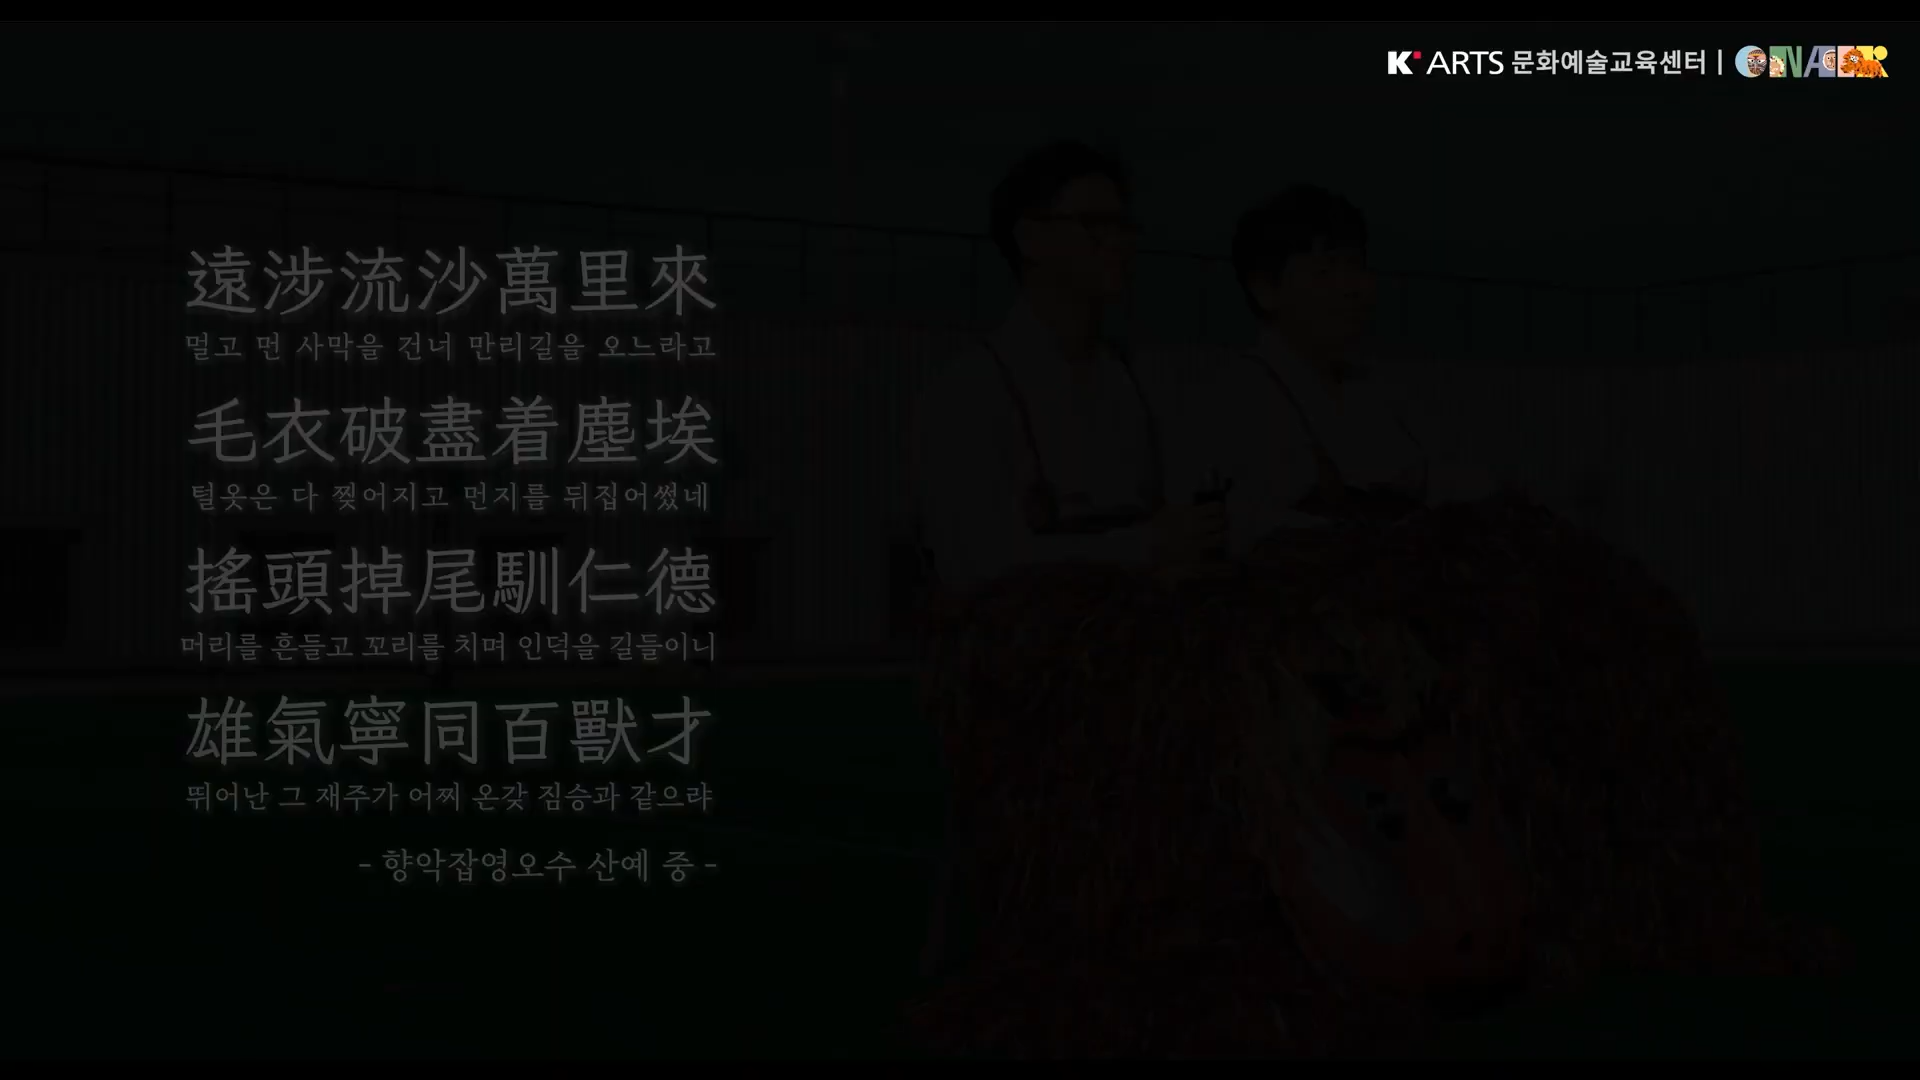 K ARTS 문화예술교육센터 |
遠涉流沙萬里來
멀고 먼 사막을 건너 만리길을 오느라고
毛衣破盡着塵埃
털옷은 다 찢어지고 먼지를 뒤집어썼네
搖頭掉尾馴仁德
머리를 흔들고 꼬리를 치며 인덕을 길들이니
雄氣寧同百獸才
뛰어난 그 재주가 어찌 온갖 짐승과 같으랴
- 향악잡영오수 산예 중 -